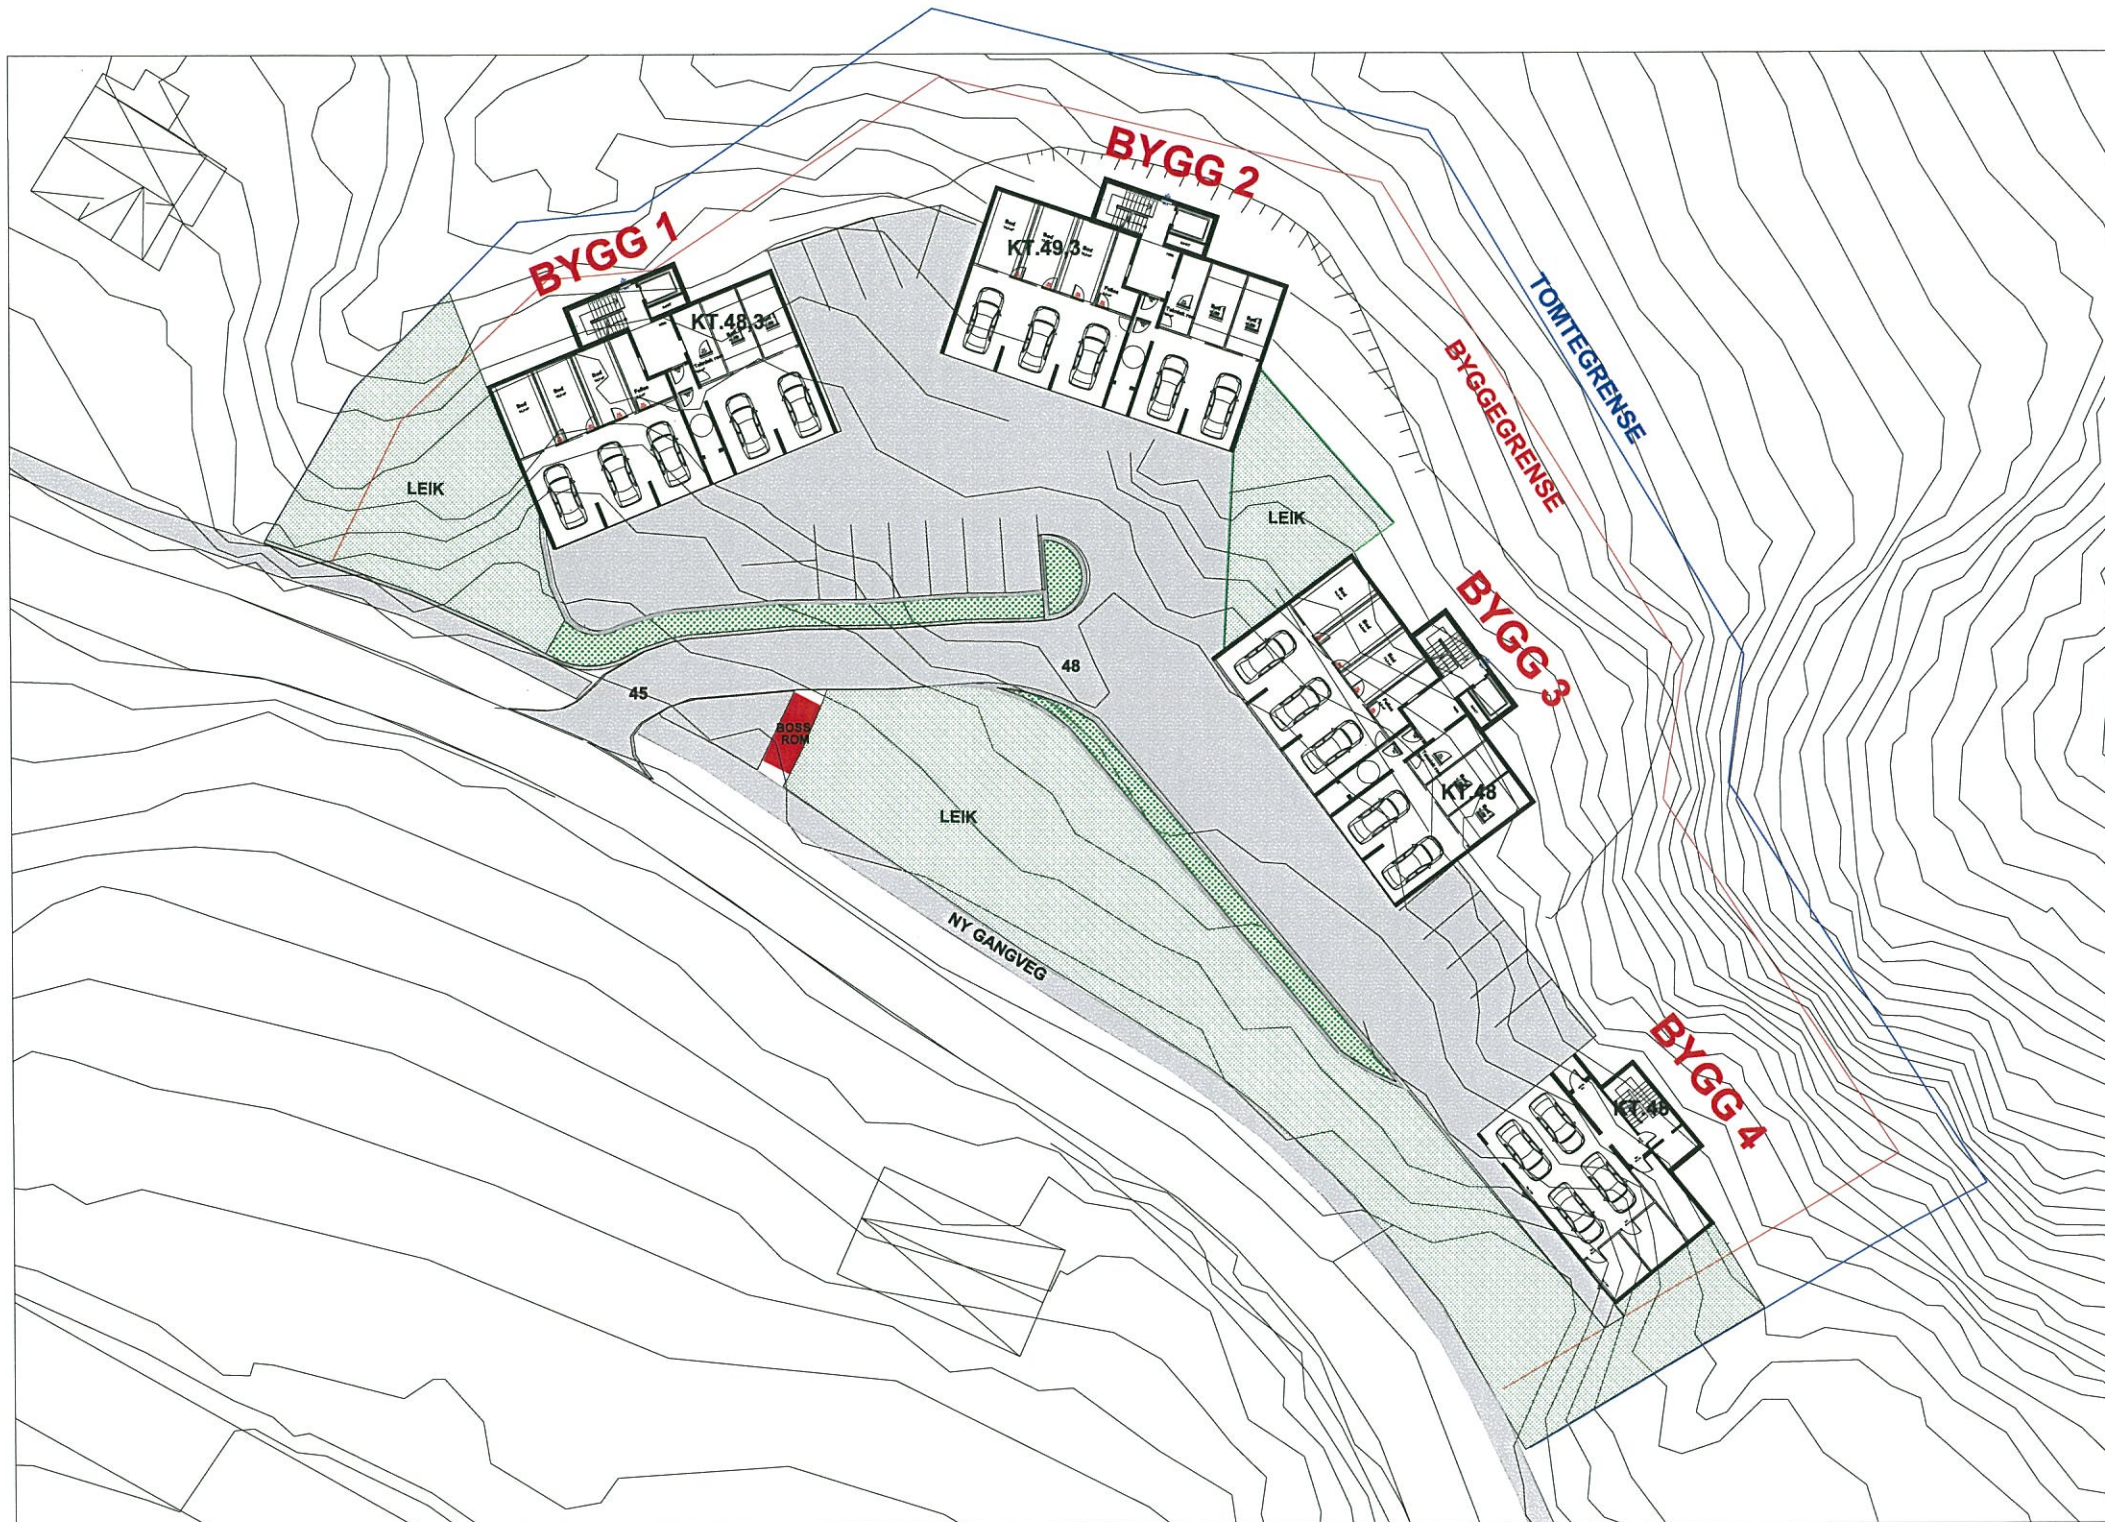 BYGG 2
BYGG 1
KT.49,3
KT.48,3
TOMTEGRENSE
BYGGEGRENSE
LEIK
LEIK
BYGG 3
48
45
BOSS
ROM
KT.48
LEIK
NY GANGVEG
BYGG 4
KT.48